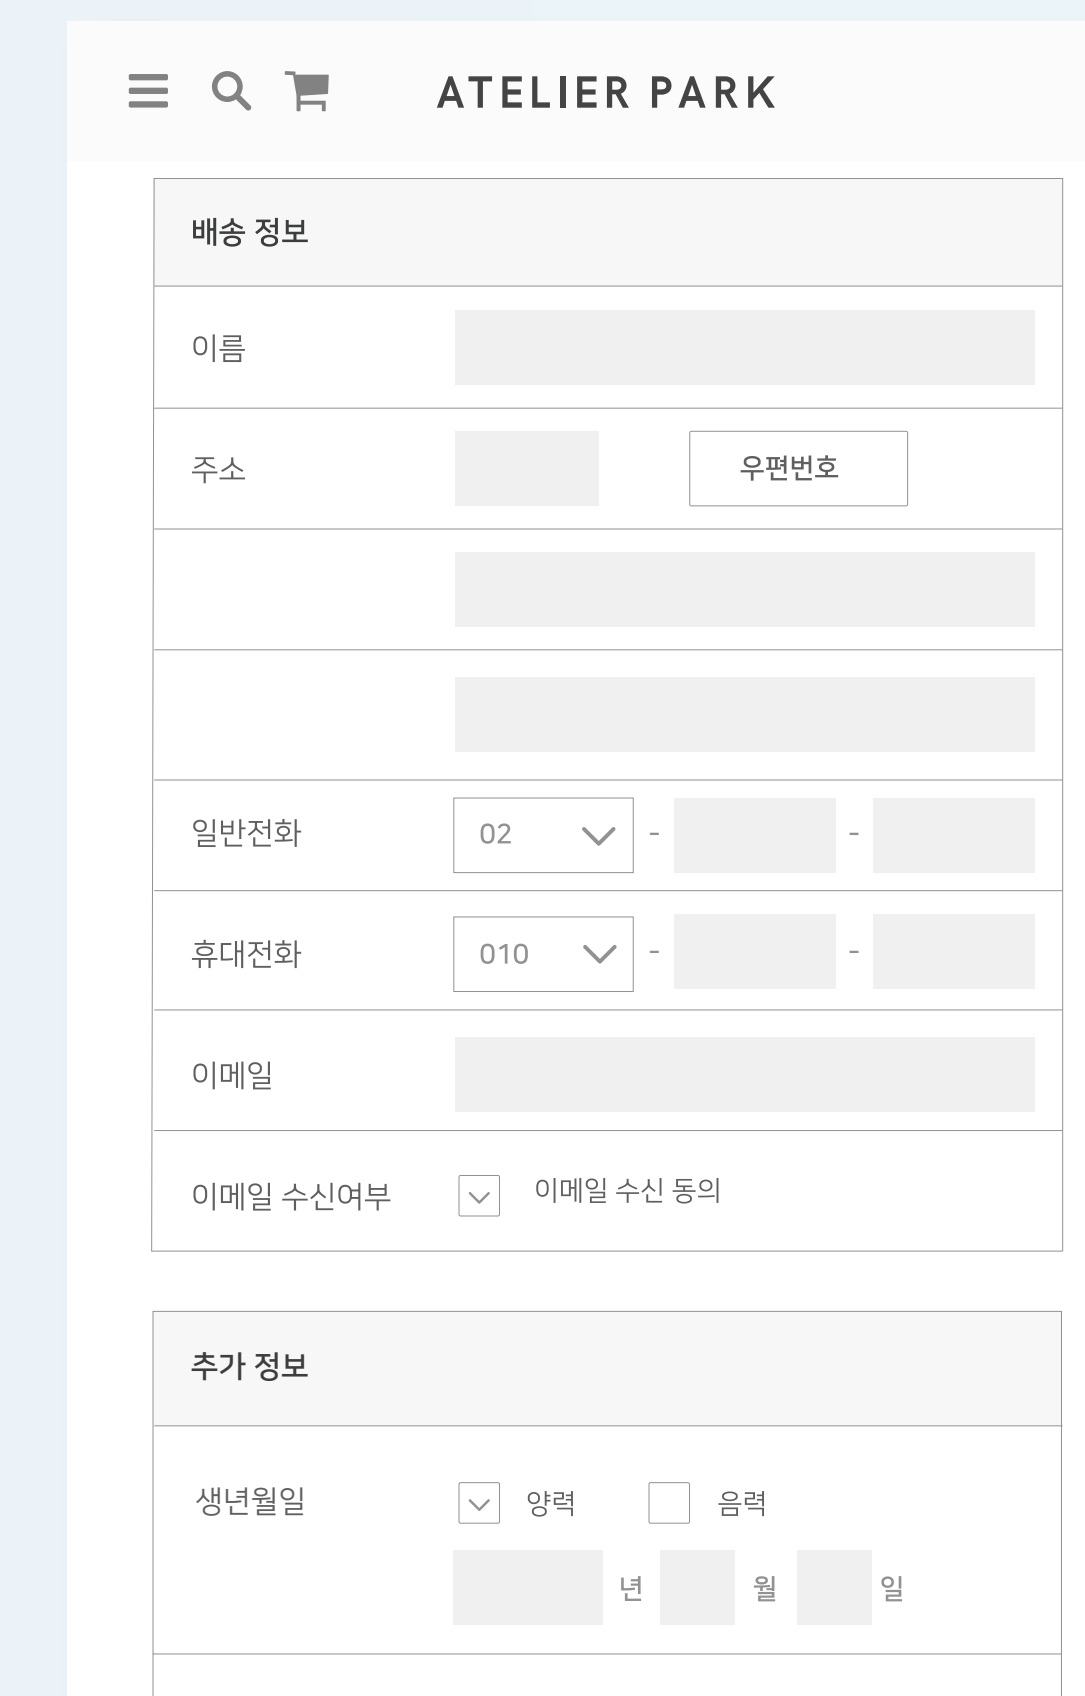 ATELIER PARK
배송 정보
이름
주소 우편번호
일반전화 02 - -
휴대전화 010 - -
이메일
이메일 수신여부 이메일 수신 동의
추가 정보
생년월일 양력 음력
년 월 일